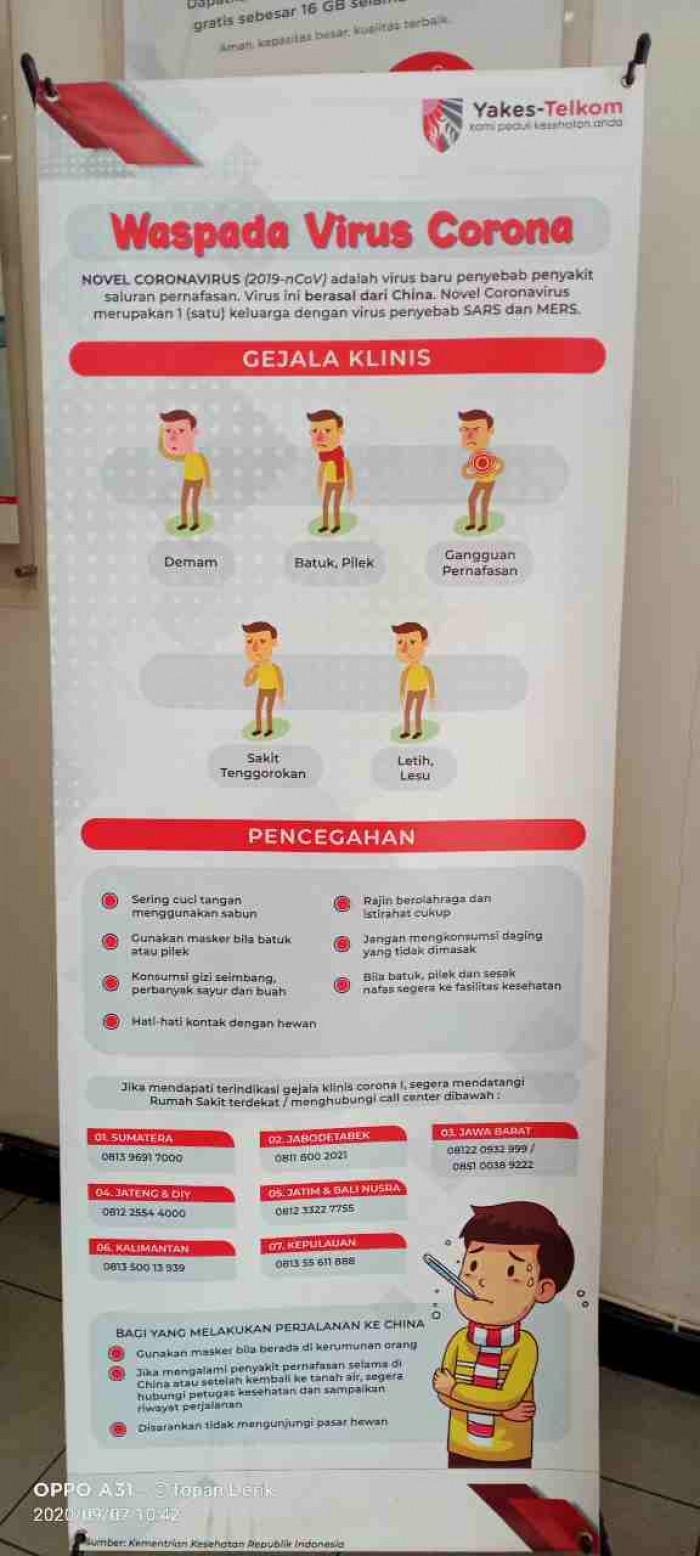 gratis sebesar 16 GB
Aman, kapasitas besar, kualitas terbaik.
Yakes-Telkom
kami peduli kesehatan anda
Waspada Virus Corona
NOVEL CORONAVIRUS (2019-nCoV) adalah virus baru penyebab penyakit
saluran pernafasan. Virus ini berasal dari China. Novel Coronavirus
merupakan 1 (satu) keluarga dengan virus penyebab SARS dan MERS.
GEJALA KLINIS
Demam
Batuk, Pilek
Gangguan
Pernafasan
Sakit
Tenggorokan
Letih,
Lesu
PENCEGAHAN
Sering cuci tangan
menggunakan sabun
Gunakan masker bila batuk
atau pilek
Konsumsi gizi seimbang,
perbanyak sayur dan buah
Hati-hati kontak dengan hewan
Rajin berolahraga dan
istirahat cukup
Jangan mengkonsumsi daging
yang tidak dimasak
Bila batuk, pilek dan sesak
nafas segera ke fasilitas kesehatan
Jika mendapati terindikasi gejala klinis corona I, segera mendatangi
Rumah Sakit terdekat / menghubungi call center dibawah :
01. SUMATERA
0813 9691 7000
02. JABODETABEK
0811 800 2021
03. JAWA BARAT
08122 0932 999 /
0851 0038 9222
04. JATENG & DIY
0812 2554 4000
05. JATIM & BALI NUSRA
0812 3322 7755
06. KALIMANTAN
0813 500 13 939
07. KEPULAUAN
0813 55 611 888
BAGI YANG MELAKUKAN PERJALANAN KE CHINA
Gunakan masker bila berada di kerumunan orang
Jika mengalami penyakit pernafasan selama di
China atau setelah kembali ke tanah air, segera
hubungi petugas kesehatan dan sampaikan
riwayat perjalanan
Disarankan tidak mengunjungi pasar hewan
OPPO A31 © Topan Derik
2020/09/07 10:42
Sumber: Kementrian Kesehatan Republik Indonesia